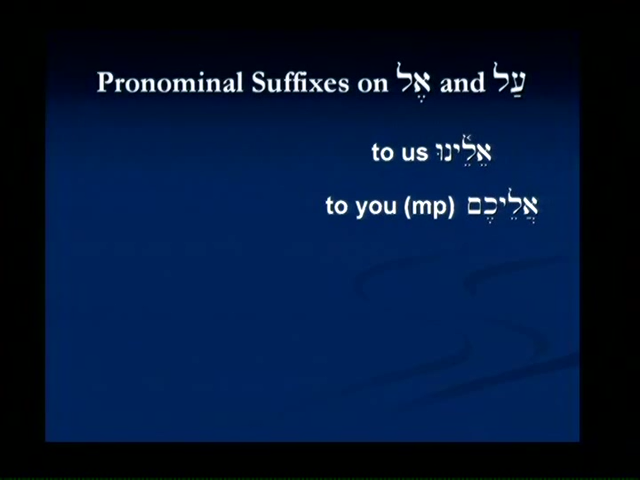 Pronominal Suffixes on אֶל and עַל
to us אֵלֵ֫ינוּ
to you (mp) אֲלֵיכֶם